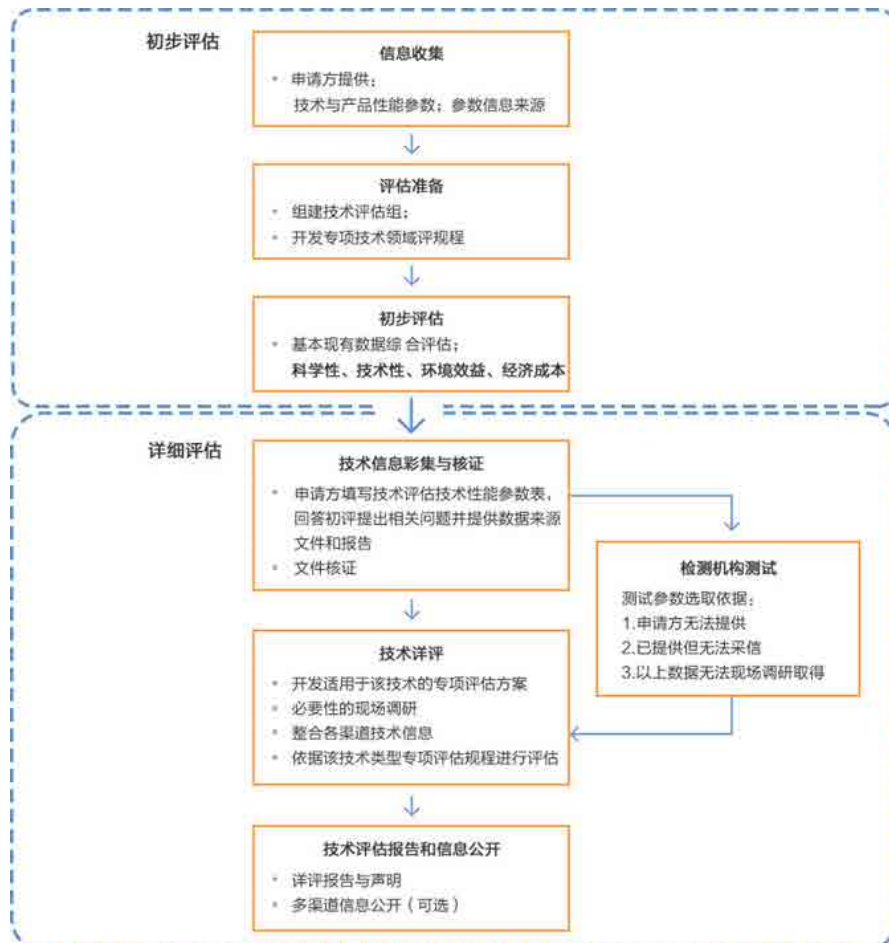 初步评估
信息收集
• 申请方提供；
技术与产品性能参数；参数信息来源
评估准备
• 组建技术评估组；
• 开发专项技术领域评规程
初步评估
• 基本现有数据综 合评估；
科学性、技术性、环境效益、经济成本
详细评估
技术信息彩集与核证
• 申请方填写技术评估技术性能参数表，
回答初评提出相关问题并提供数据来源
文件和报告
• 文件核证
检测机构测试
测试参数选取依据：
1.申请方无法提供
2.已提供但无法采信
3.以上数据无法现场调研取得
技术详评
• 开发适用于该技术的专项评估方案
• 必要性的现场调研
• 整合各渠道技术信息
• 依据该技术类型专项评估规程进行评估
技术评估报告和信息公开
• 详评报告与声明
• 多渠道信息公开（可选）